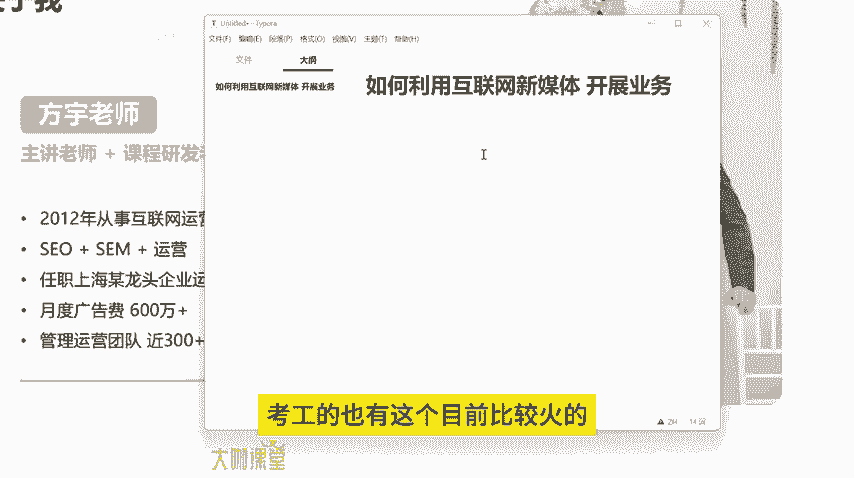 Untitled - Typora
文件(F) 编辑(E) 段落(P) 格式(O) 视图(V) 主题(T) 帮助(H)
文件 大纲
如何利用互联网新媒体 开展业务
如何利用互联网新媒体 开展业务
方宇老师
主讲老师 + 课程研发
2012年从事互联网运营
SEO + SEM + 运营
任职上海某龙头企业运
月度广告费 600万+
管理运营团队 近300+
考工的也有这个目前比较火的
ZH 14 词
大鹏课堂